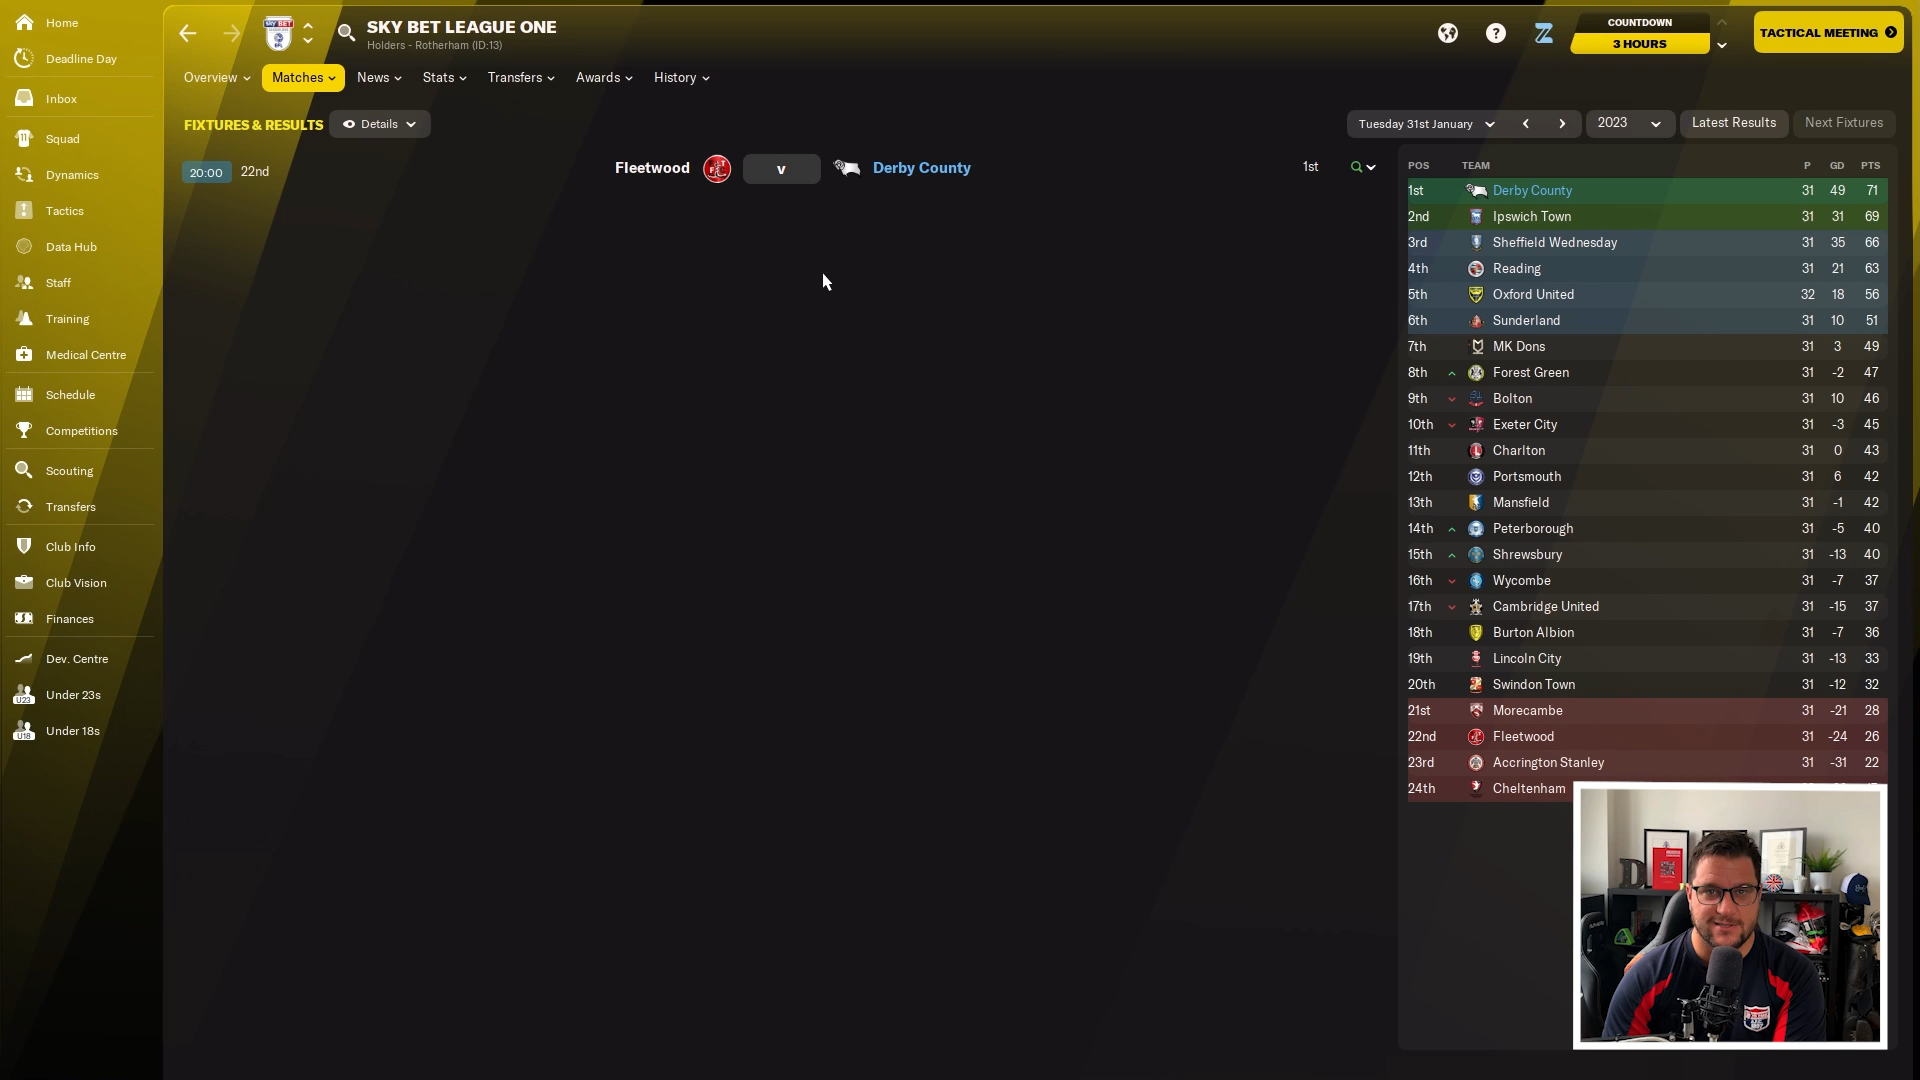 Home
Deadline Day
Inbox
Squad
Dynamics
Tactics
Data Hub
Staff
Training
Medical Centre
Schedule
Competitions
Scouting
Transfers
Club Info
Club Vision
Finances
Dev. Centre
U23 Under 23s
U18 Under 18s
SKY BET LEAGUE ONE
Holders - Rotherham (ID:13)
COUNTDOWN
3 HOURS
TACTICAL MEETING
Overview Matches News Stats Transfers Awards History
FIXTURES & RESULTS Details Tuesday 31st January 2023 Latest Results Next Fixtures
20:00 22nd Fleetwood v Derby County 1st
POS TEAM P GD PTS
1st Derby County 31 49 71
2nd Ipswich Town 31 31 69
3rd Sheffield Wednesday 31 35 66
4th Reading 31 21 63
5th Oxford United 32 18 56
6th Sunderland 31 10 51
7th MK Dons 31 3 49
8th Forest Green 31 -2 47
9th Bolton 31 10 46
10th Exeter City 31 -3 45
11th Charlton 31 0 43
12th Portsmouth 31 6 42
13th Mansfield 31 -1 42
14th Peterborough 31 -5 40
15th Shrewsbury 31 -13 40
16th Wycombe 31 -7 37
17th Cambridge United 31 -15 37
18th Burton Albion 31 -7 36
19th Lincoln City 31 -13 33
20th Swindon Town 31 -12 32
21st Morecambe 31 -21 28
22nd Fleetwood 31 -24 26
23rd Accrington Stanley 31 -31 22
24th Cheltenham